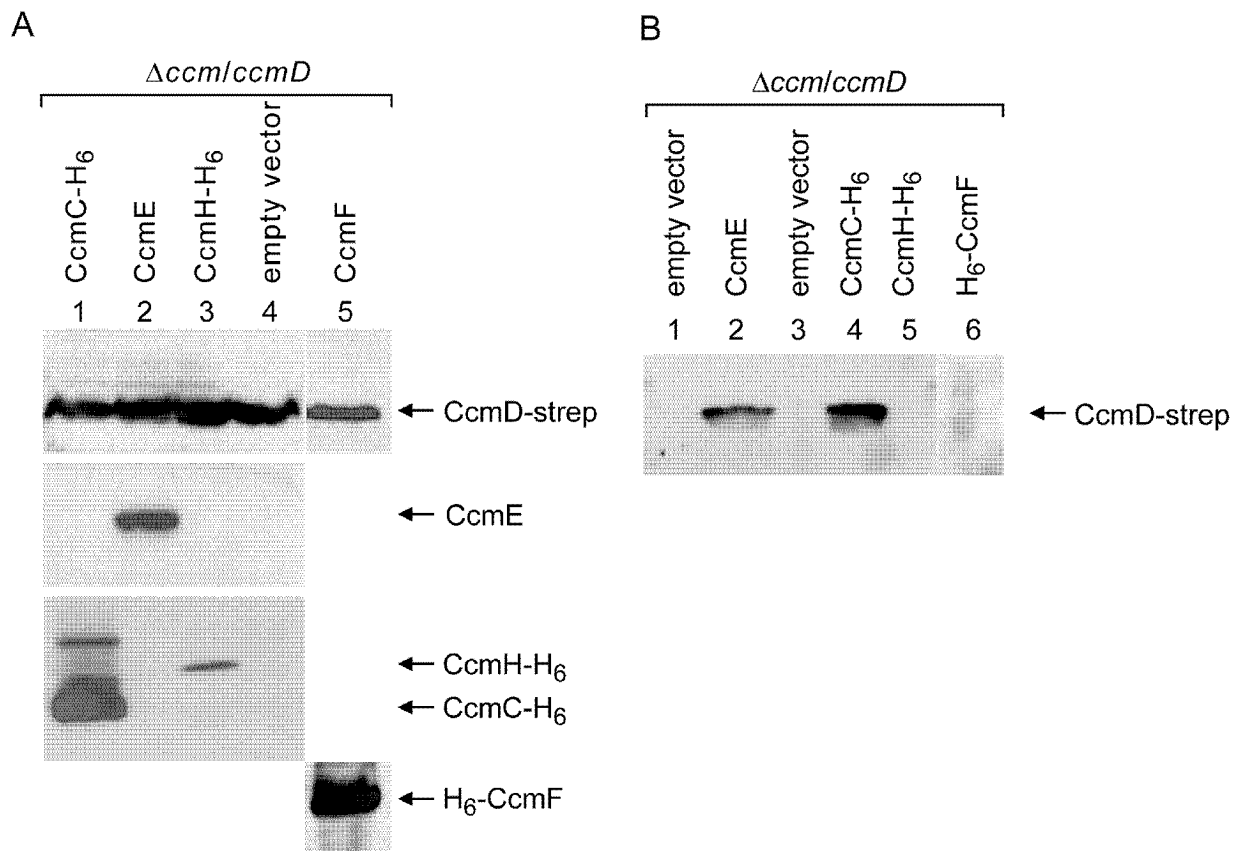 A
Δccm/ccmD
CcmC-H6
CcmE
CcmH-H6
empty vector
CcmF
1 2 3 4 5
CcmD-strep
CcmE
CcmH-H6
CcmC-H6
H6-CcmF
B
Δccm/ccmD
empty vector
CcmE
empty vector
CcmC-H6
CcmH-H6
H6-CcmF
1 2 3 4 5 6
CcmD-strep